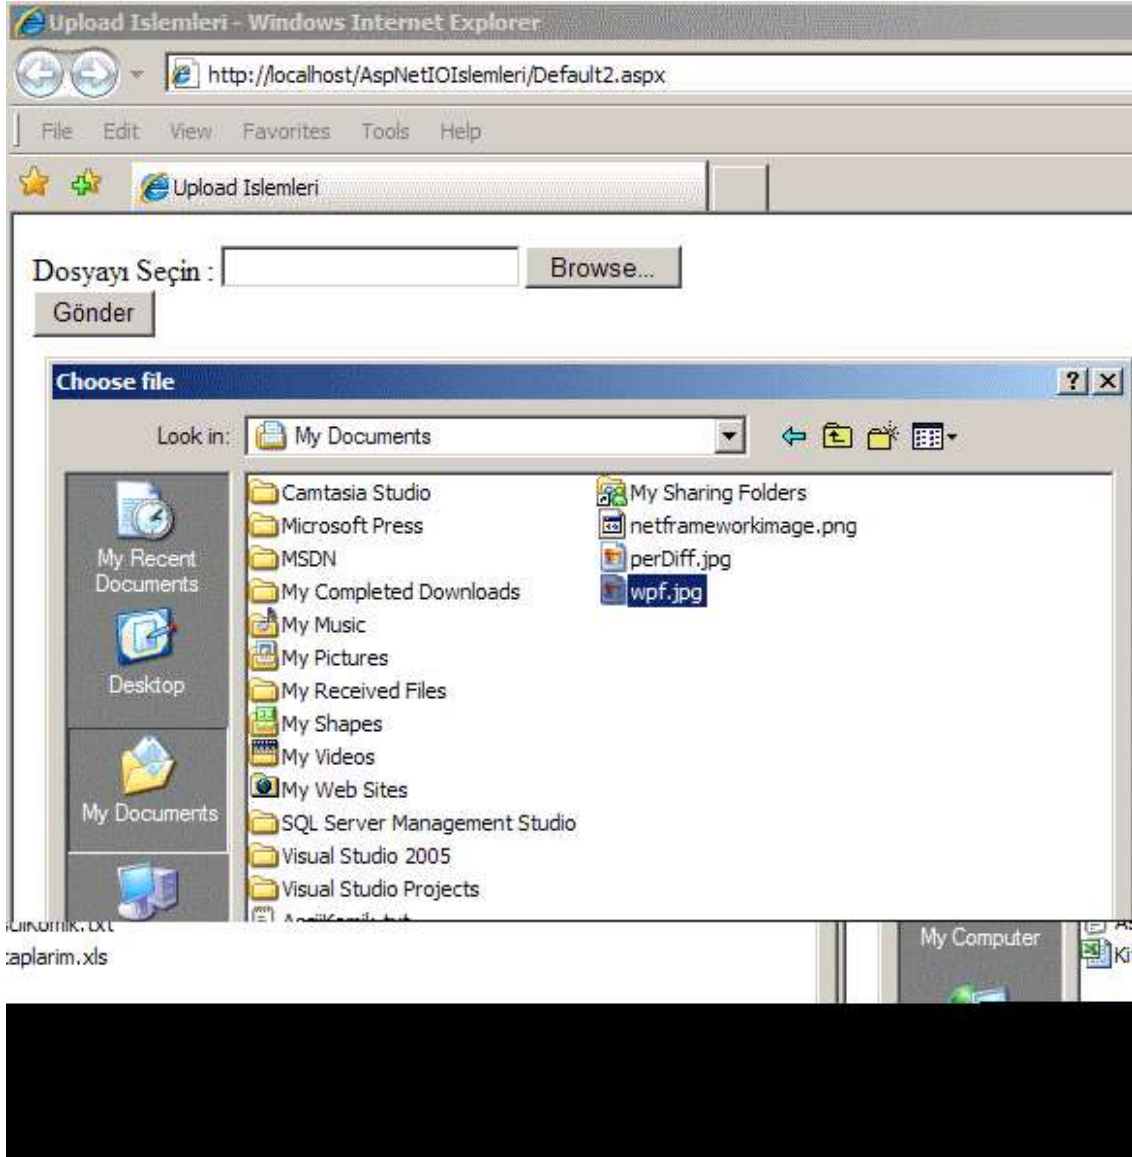 Upload Islemleri - Windows Internet Explorer
http://localhost/AspNetIOIslemleri/Default2.aspx
File Edit View Favorites Tools Help
Upload Islemleri
Dosyayı Seçin :
Browse...
Gönder
Choose file
Look in:
My Documents
My Recent
Documents
Desktop
My Documents
Camtasia Studio
Microsoft Press
MSDN
My Completed Downloads
My Music
My Pictures
My Received Files
My Shapes
My Videos
My Web Sites
SQL Server Management Studio
Visual Studio 2005
Visual Studio Projects
My Sharing Folders
netframeworkimage.png
perDiff.jpg
wpf.jpg
taplarim.xls
My Computer
Ki